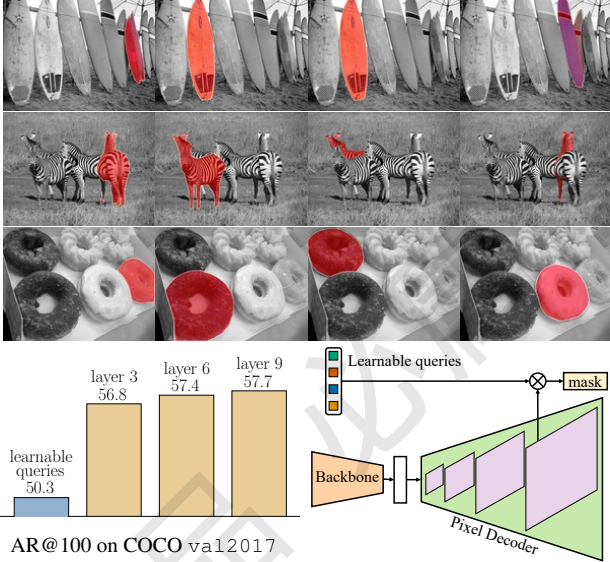 layer 3
56.8
layer 6
57.4
layer 9
57.7
learnable
queries
50.3
AR@100 on COCO val2017
Learnable queries
mask
Backbone
Pixel Decoder